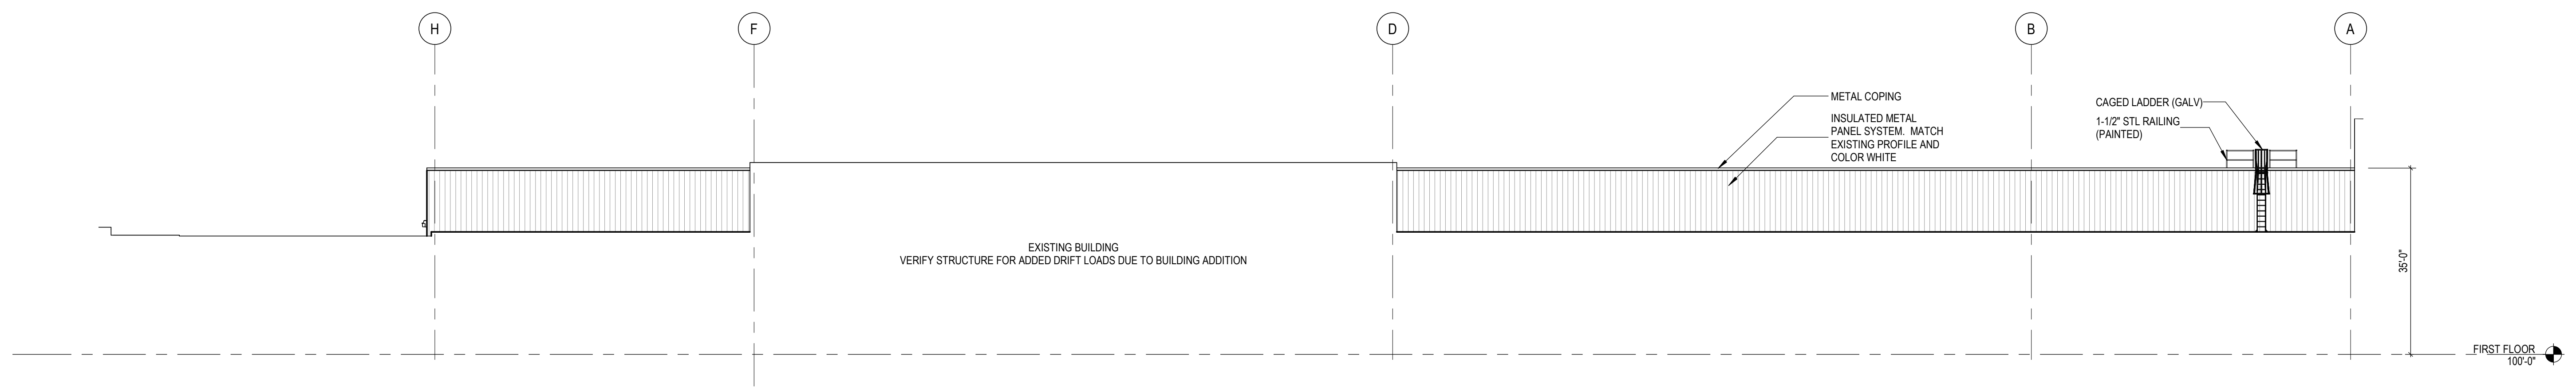 H
F
D
B
A
METAL COPING
INSULATED METAL
PANEL SYSTEM.  MATCH
EXISTING PROFILE AND
COLOR WHITE
CAGED LADDER (GALV)
1-1/2" STL RAILING
(PAINTED)
EXISTING BUILDING
VERIFY STRUCTURE FOR ADDED DRIFT LOADS DUE TO BUILDING ADDITION
35'-0"
FIRST FLOOR
100'-0"